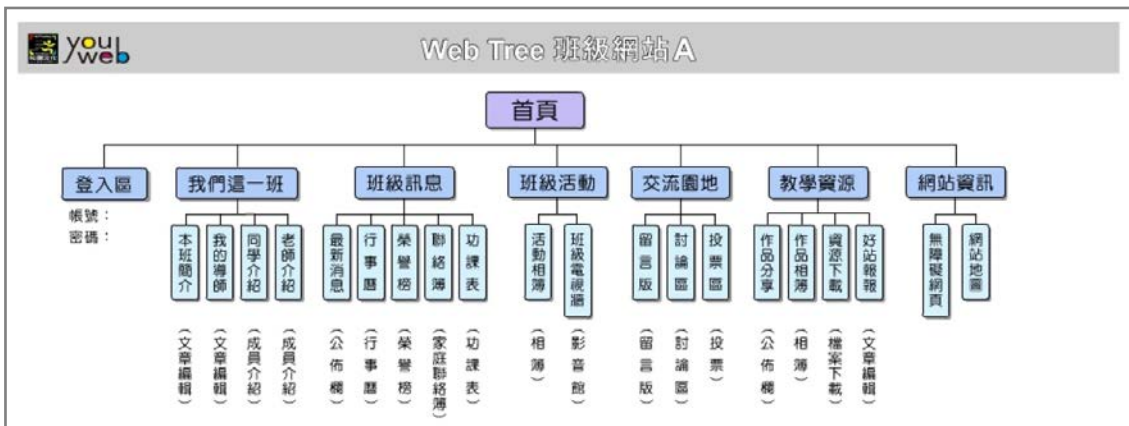 you web
Web Tree 班級網站A
首頁
登入區
我們這一班
班級訊息
班級活動
交流園地
教學資源
網站資訊
帳號：
密碼：
本班簡介
我的導師
同學介紹
老師介紹
最新消息
行事曆
榮譽榜
聯絡簿
功課表
活動相簿
班級電視牆
留言版
討論區
投票區
作品分享
作品相簿
資源下載
好站報報
無障礙網頁
網站地圖
（文章編輯）
（文章編輯）
（成員介紹）
（成員介紹）
（公佈欄）
（行事曆）
（榮譽榜）
（家庭聯絡簿）
（功課表）
（相簿）
（影音館）
（留言版）
（討論區）
（投票）
（公佈欄）
（相簿）
（檔案下載）
（文章編輯）